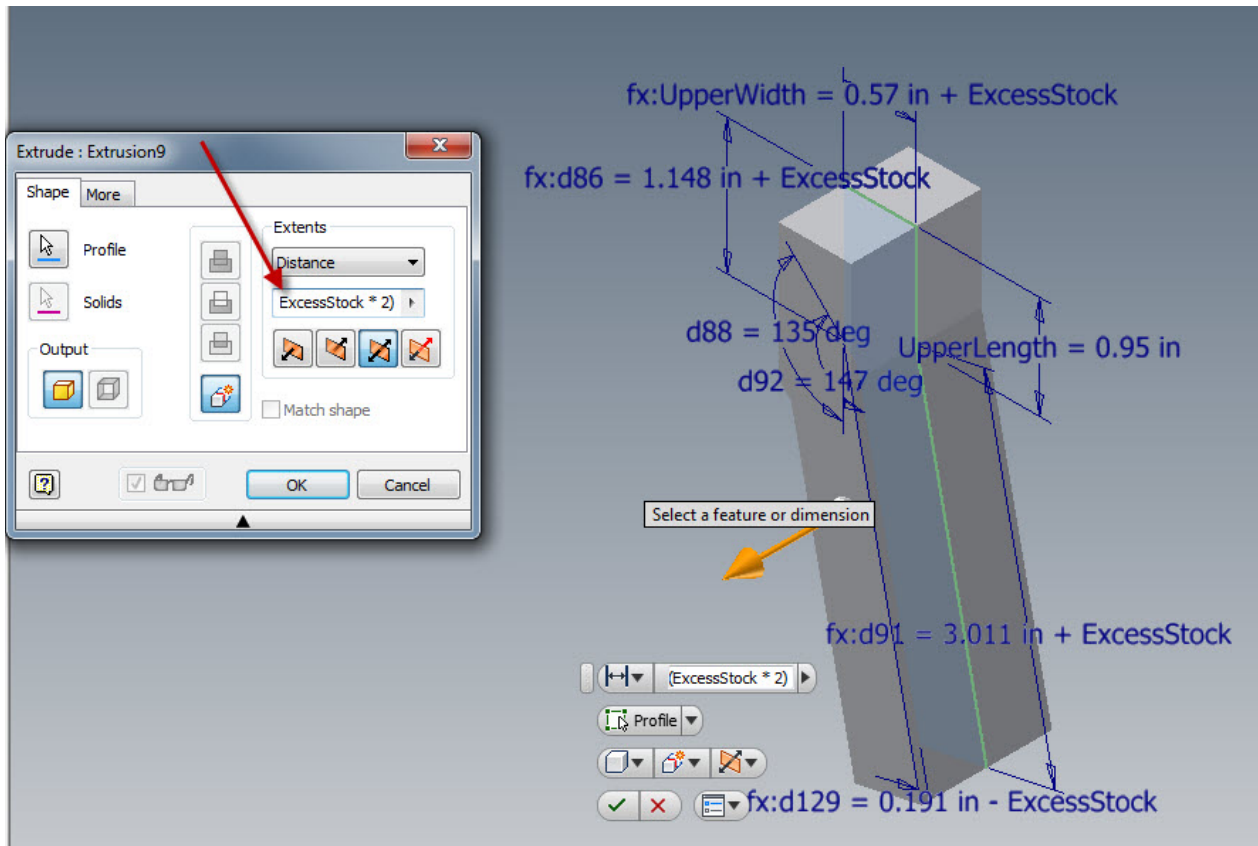 fx:UpperWidth = 0.57 in + ExcessStock
Extrude : Extrusion9
fx:d86 = 1.148 in + ExcessStock
Shape
More
Extents
Profile
Distance
Solids
ExcessStock * 2)
Output
Match shape
OK
Cancel
d88 = 135 deg
UpperLength = 0.95 in
d92 = 147 deg
Select a feature or dimension
fx:d91 = 3.011 in + ExcessStock
(ExcessStock * 2)
Profile
fx:d129 = 0.191 in - ExcessStock